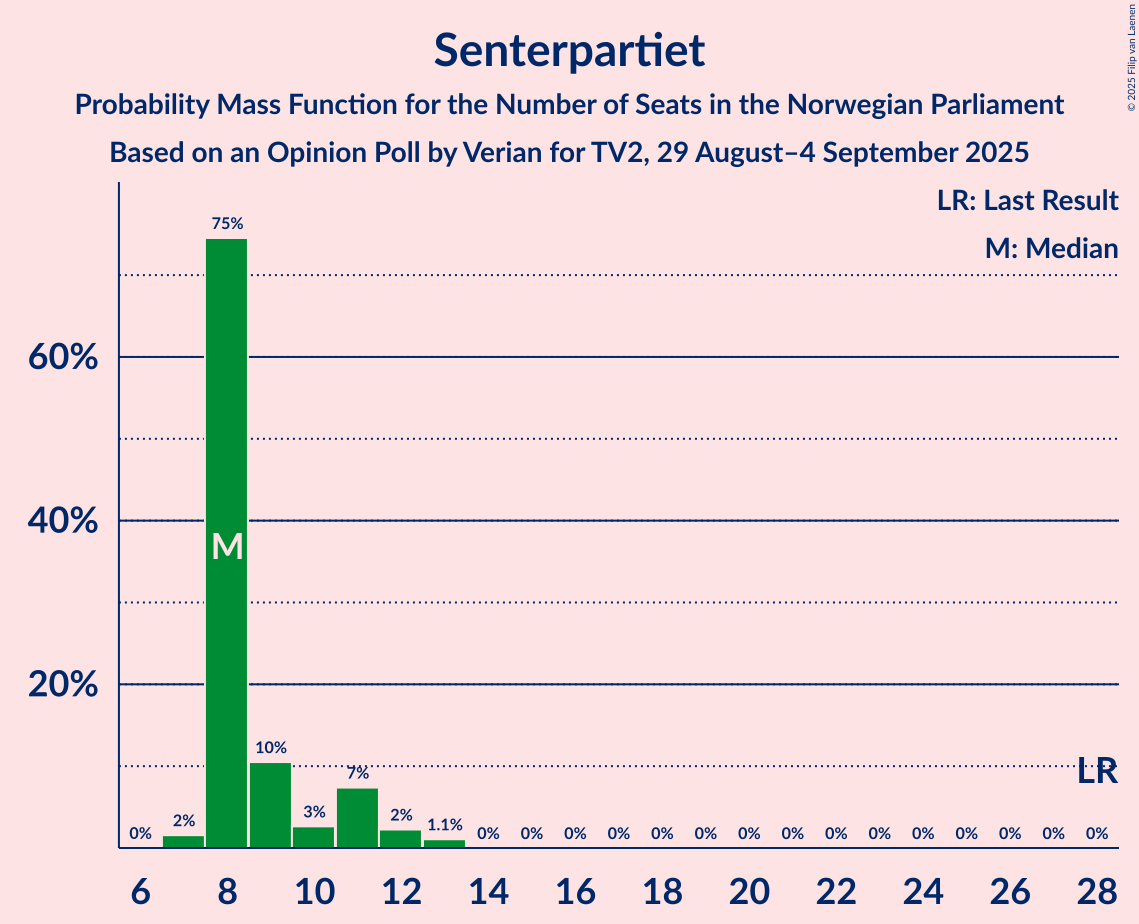 Senterpartiet
Probability Mass Function for the Number of Seats in the Norwegian Parliament
Based on an Opinion Poll by Verian for TV2, 29 August–4 September 2025
© 2025 Filip van Laenen
LR: Last Result
M: Median
75%
60%
40%
M
20%
10%
7%
LR
0% 2% 3% 2% 1.1% 0% 0% 0% 0% 0% 0% 0% 0% 0% 0% 0% 0% 0% 0% 0%
6 8 10 12 14 16 18 20 22 24 26 28